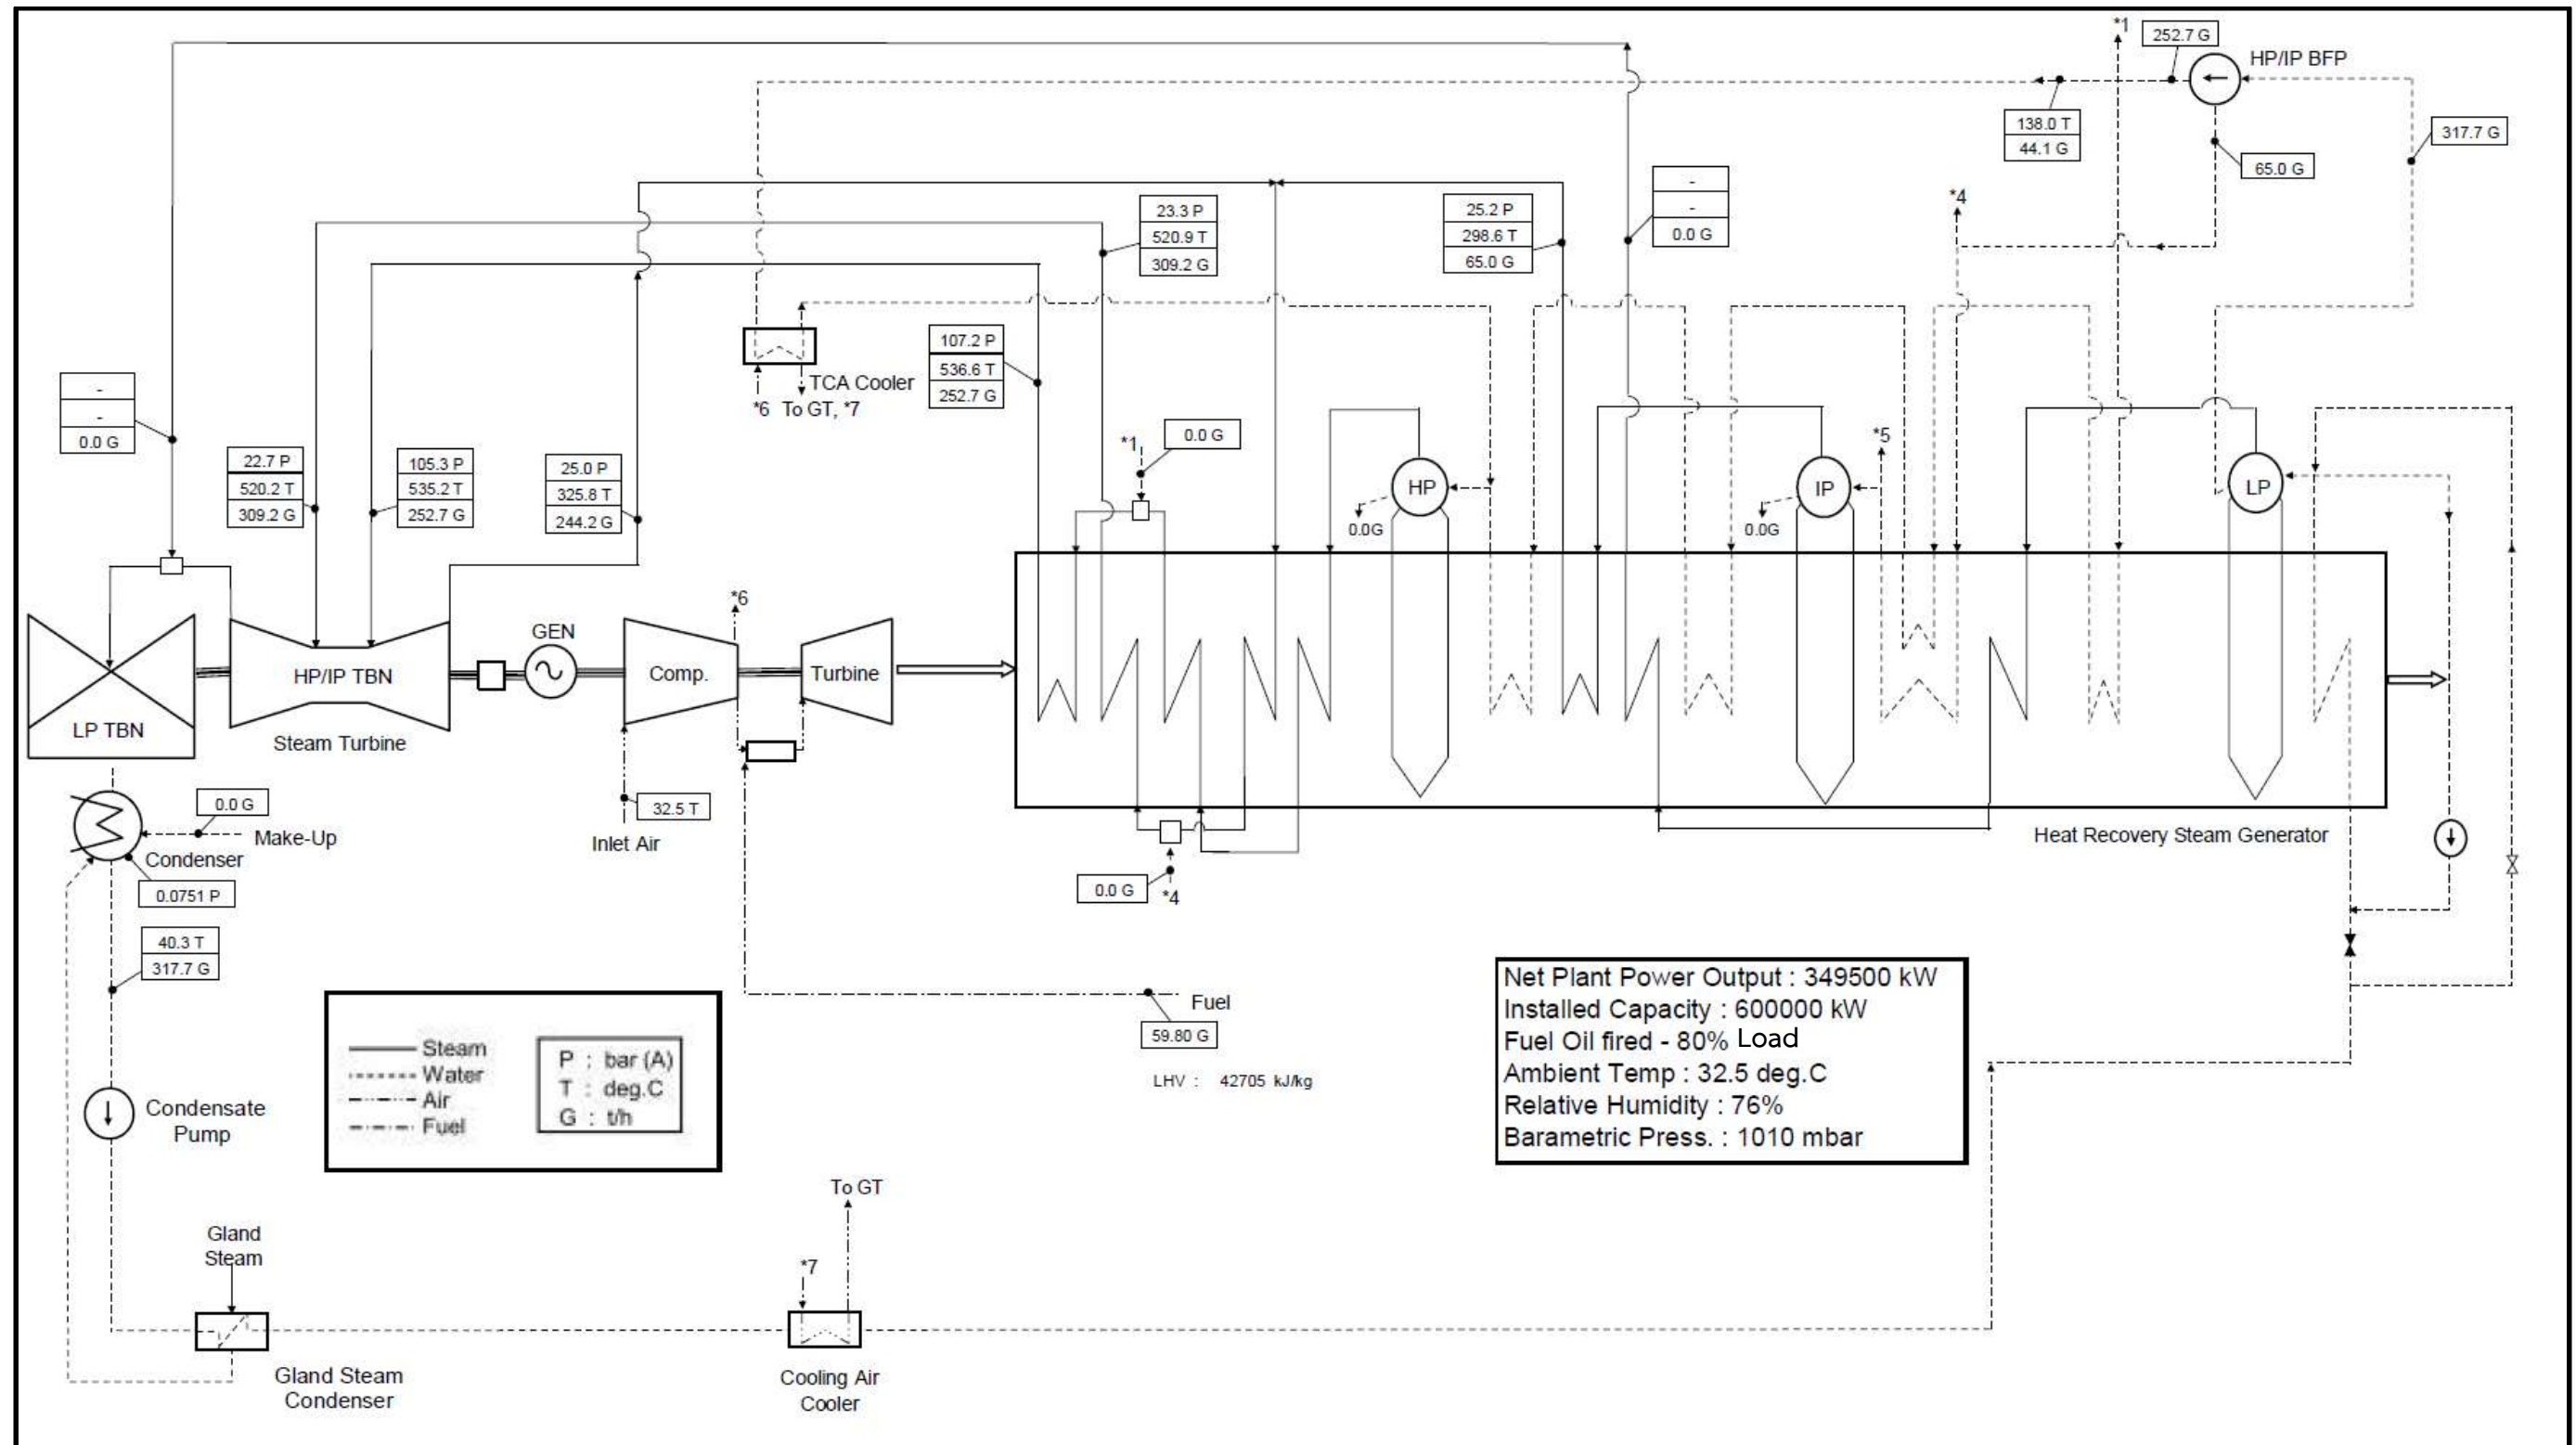 *1
252.7 G
HP/IP BFP
138.0 T
44.1 G
317.7 G
65.0 G
*4
23.3 P
520.9 T
309.2 G
25.2 P
298.6 T
65.0 G
-
-
0.0 G
107.2 P
536.6 T
252.7 G
TCA Cooler
*6 To GT, *7
-
-
0.0 G
22.7 P
520.2 T
309.2 G
105.3 P
535.2 T
252.7 G
25.0 P
325.8 T
244.2 G
*1
0.0 G
*5
HP
IP
LP
0.0G
0.0G
*6
GEN
LP TBN
HP/IP TBN
Steam Turbine
Comp.
Turbine
32.5 T
Inlet Air
0.0 G
Make-Up
Condenser
0.0751 P
40.3 T
317.7 G
0.0 G
*4
Heat Recovery Steam Generator
Fuel
59.80 G
LHV : 42705 kJ/kg
Steam
Water
Air
Fuel
P : bar (A)
T : deg.C
G : t/h
Net Plant Power Output : 349500 kW
Installed Capacity : 600000 kW
Fuel Oil fired - 80% Load
Ambient Temp : 32.5 deg.C
Relative Humidity : 76%
Barametric Press. : 1010 mbar
Condensate
Pump
To GT
*7
Gland
Steam
Gland Steam
Condenser
Cooling Air
Cooler